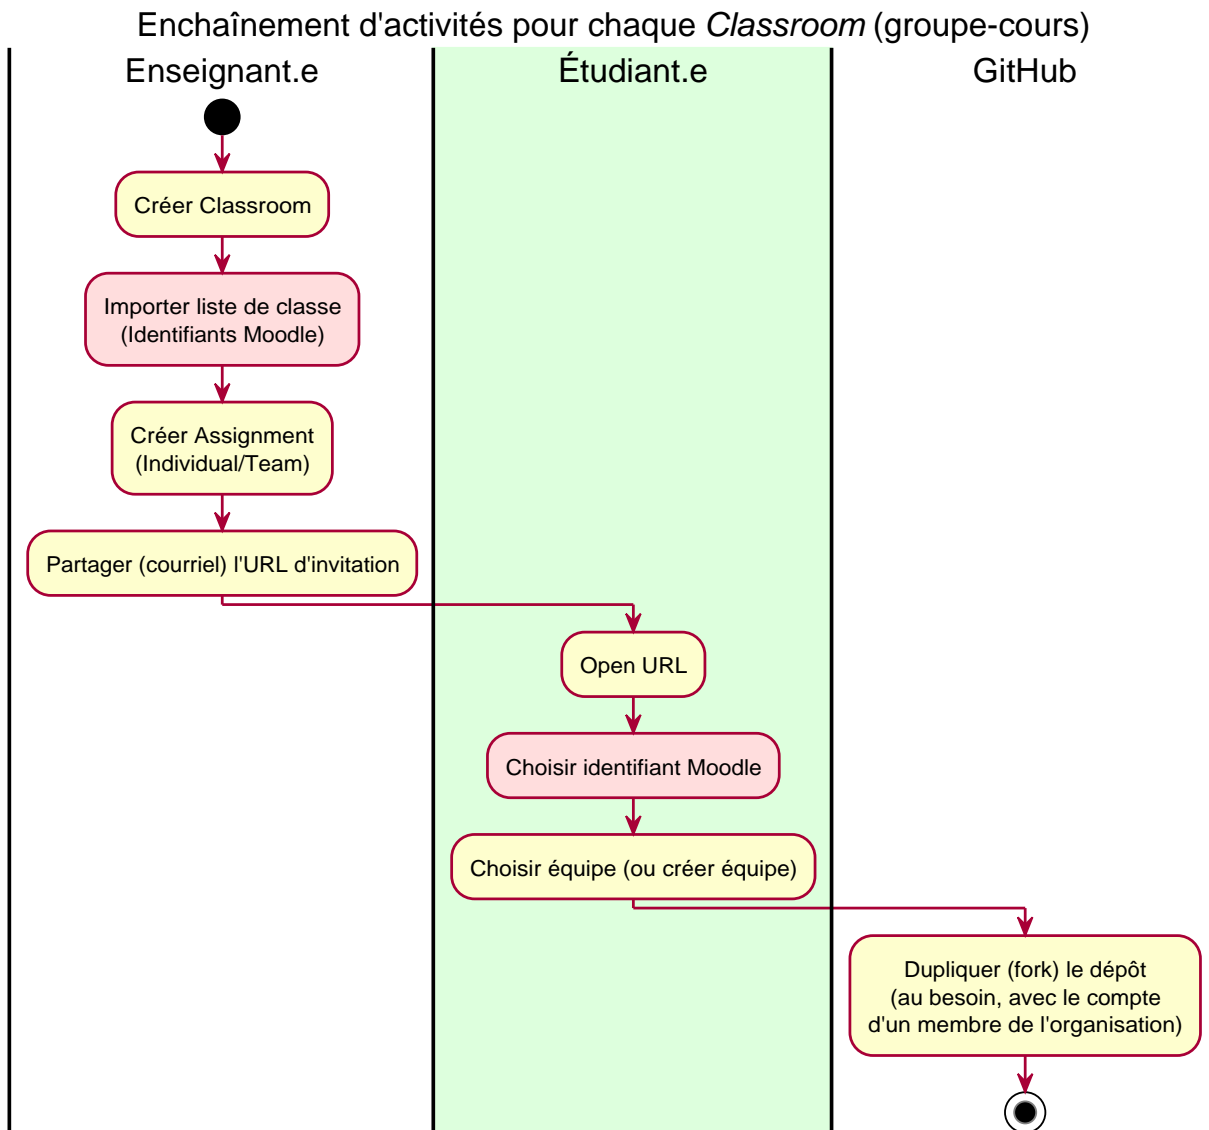 Enchaînement d'activités pour chaque Classroom (groupe-cours)
Enseignant.e
Étudiant.e
GitHub
Créer Classroom
Importer liste de classe
(Identifiants Moodle)
Créer Assignment
(Individual/Team)
Partager (courriel) l'URL d'invitation
Open URL
Choisir identifiant Moodle
Choisir équipe (ou créer équipe)
Dupliquer (fork) le dépôt
(au besoin, avec le compte
d'un membre de l'organisation)